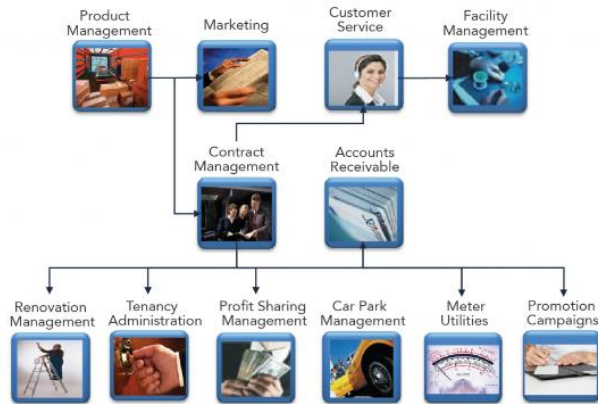 Product
Management
Marketing
Customer
Service
Facility
Management
Contract
Management
Accounts
Receivable
Renovation
Management
Tenancy
Administration
Profit Sharing
Management
Car Park
Management
Meter
Utilities
Promotion
Campaigns